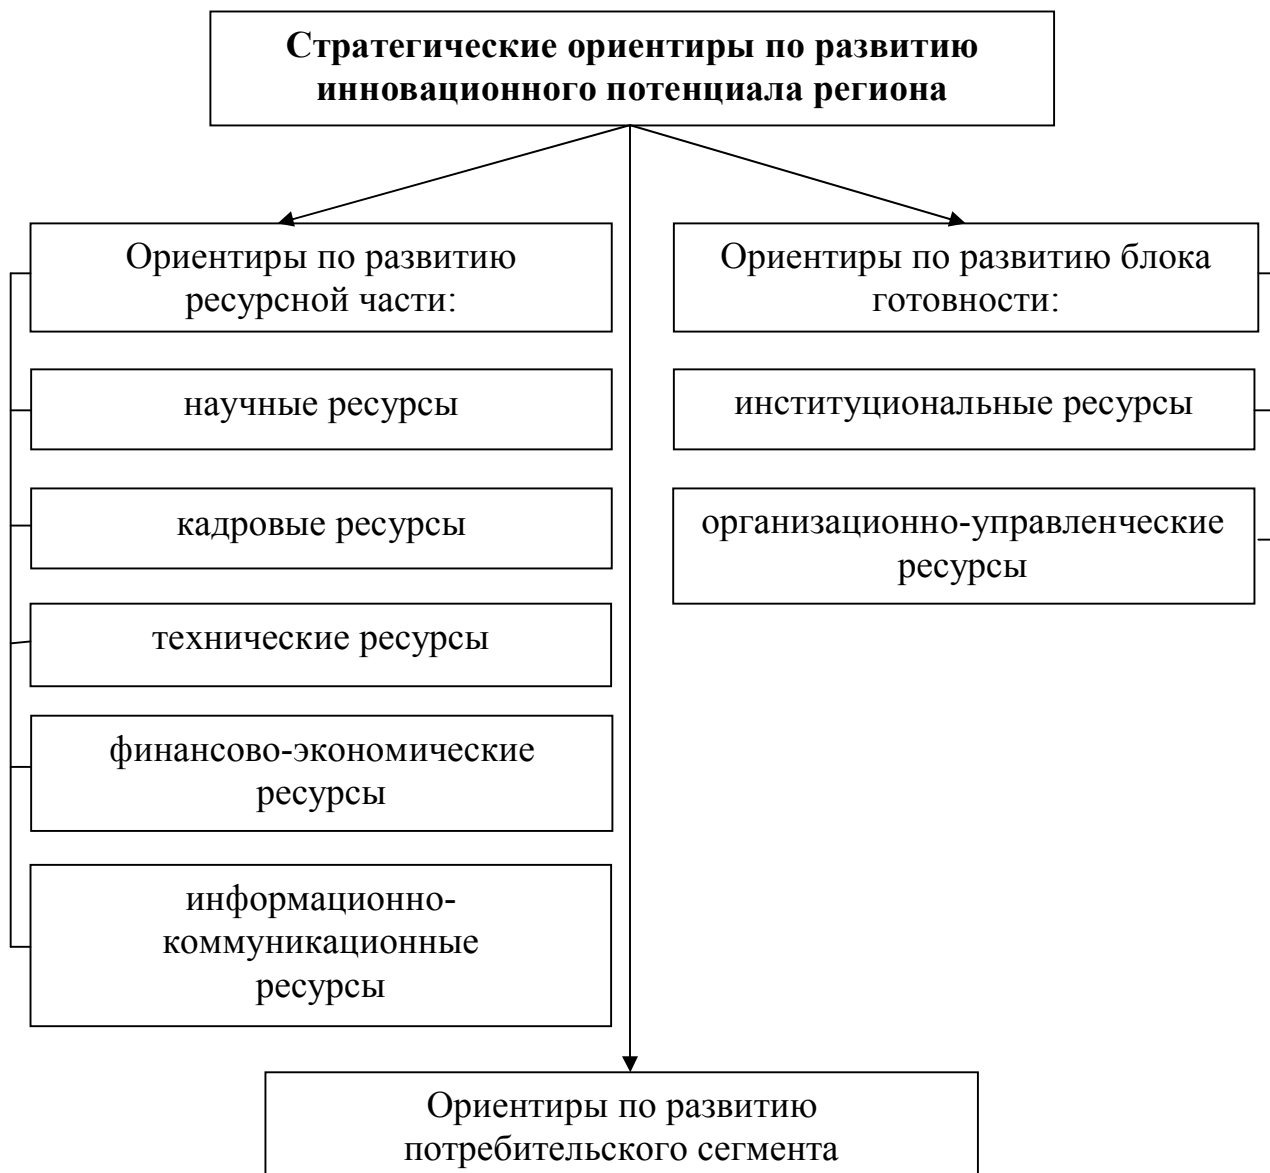 Стратегические ориентиры по развитию
инновационного потенциала региона
Ориентиры по развитию
ресурсной части:
научные ресурсы
кадровые ресурсы
технические ресурсы
финансово-экономические
ресурсы
информационно-
коммуникационные
ресурсы
Ориентиры по развитию блока
готовности:
институциональные ресурсы
организационно-управленческие
ресурсы
Ориентиры по развитию
потребительского сегмента